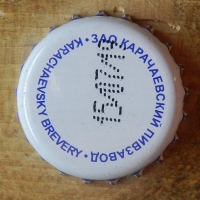 • ЗАО КАРАЧАЕВСКИЙ ПИВЗАВОД
• KARACHAEVSKY BREVERY